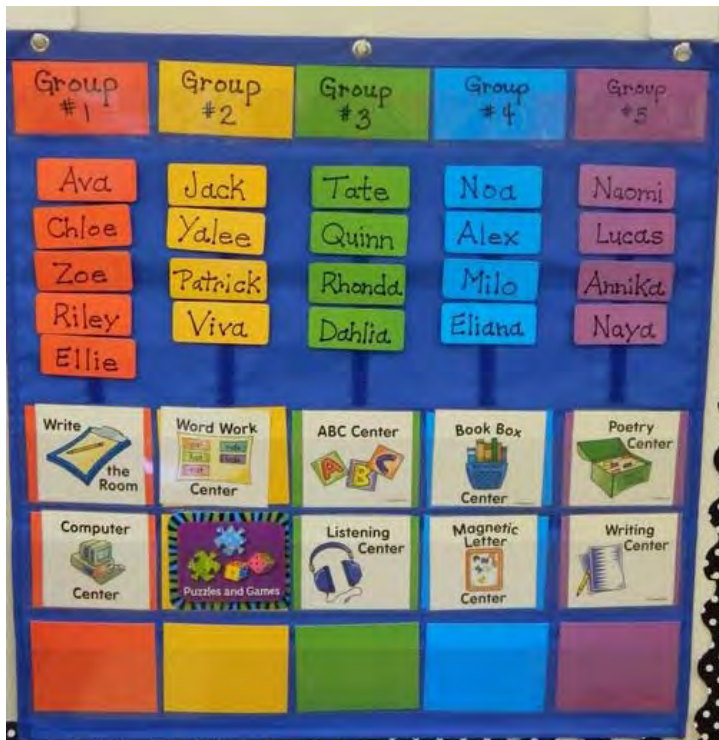 Group
#1
Group
#2
Group
#3
Group
#4
Group
#5
Ava
Chloe
Zoe
Riley
Ellie
Jack
Yalee
Patrick
Viva
Tate
Quinn
Rhonda
Dahlia
Noa
Alex
Milo
Eliana
Naomi
Lucas
Annika
Naya
Write
the
Room
Word Work
Center
ABC Center
A B C
Book Box
Center
Poetry
Center
Computer
Center
Puzzles and Games
Listening
Center
Magnetic
Letter
Center
Writing
Center